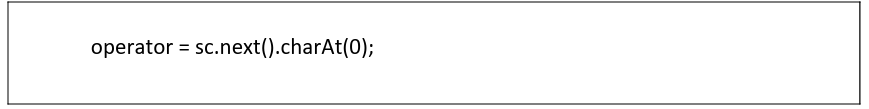 operator = sc.next().charAt(0);